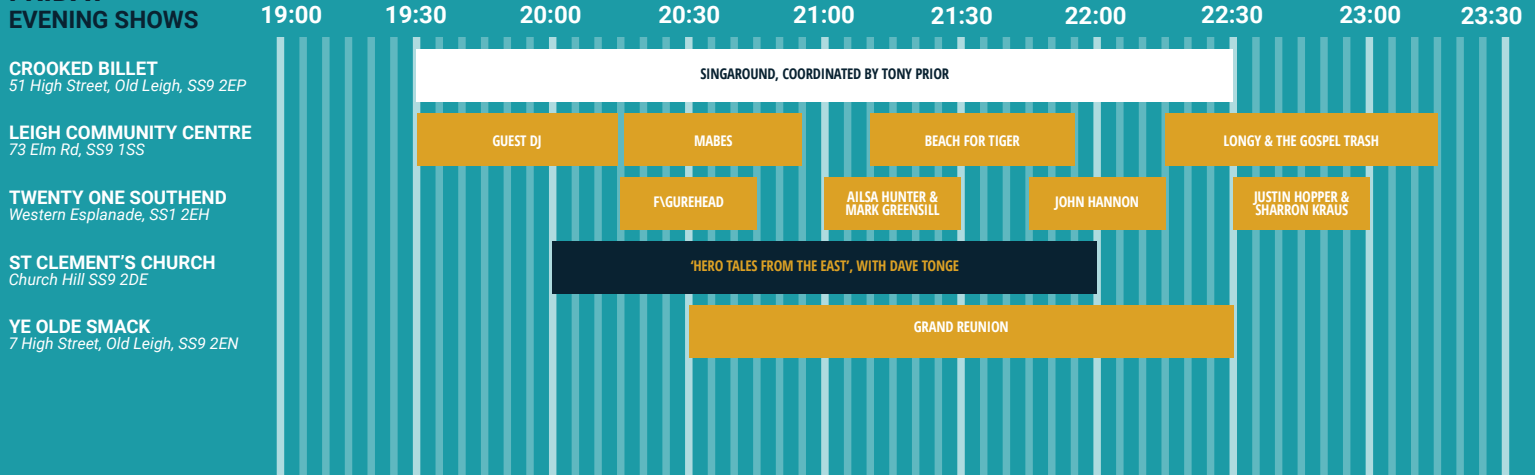 EVENING SHOWS
19:00 19:30 20:00 20:30 21:00 21:30 22:00 22:30 23:00 23:30
CROOKED BILLET
51 High Street, Old Leigh, SS9 2EP
SINGAROUND, COORDINATED BY TONY PRIOR
LEIGH COMMUNITY CENTRE
73 Elm Rd, SS9 1SS
GUEST DJ
MABES
BEACH FOR TIGER
LONGY & THE GOSPEL TRASH
TWENTY ONE SOUTHEND
Western Esplanade, SS1 2EH
F\GUREHEAD
AILSA HUNTER &
MARK GREENSILL
JOHN HANNON
JUSTIN HOPPER &
SHARRON KRAUS
ST CLEMENT’S CHURCH
Church Hill SS9 2DE
‘HERO TALES FROM THE EAST’, WITH DAVE TONGE
YE OLDE SMACK
7 High Street, Old Leigh, SS9 2EN
GRAND REUNION